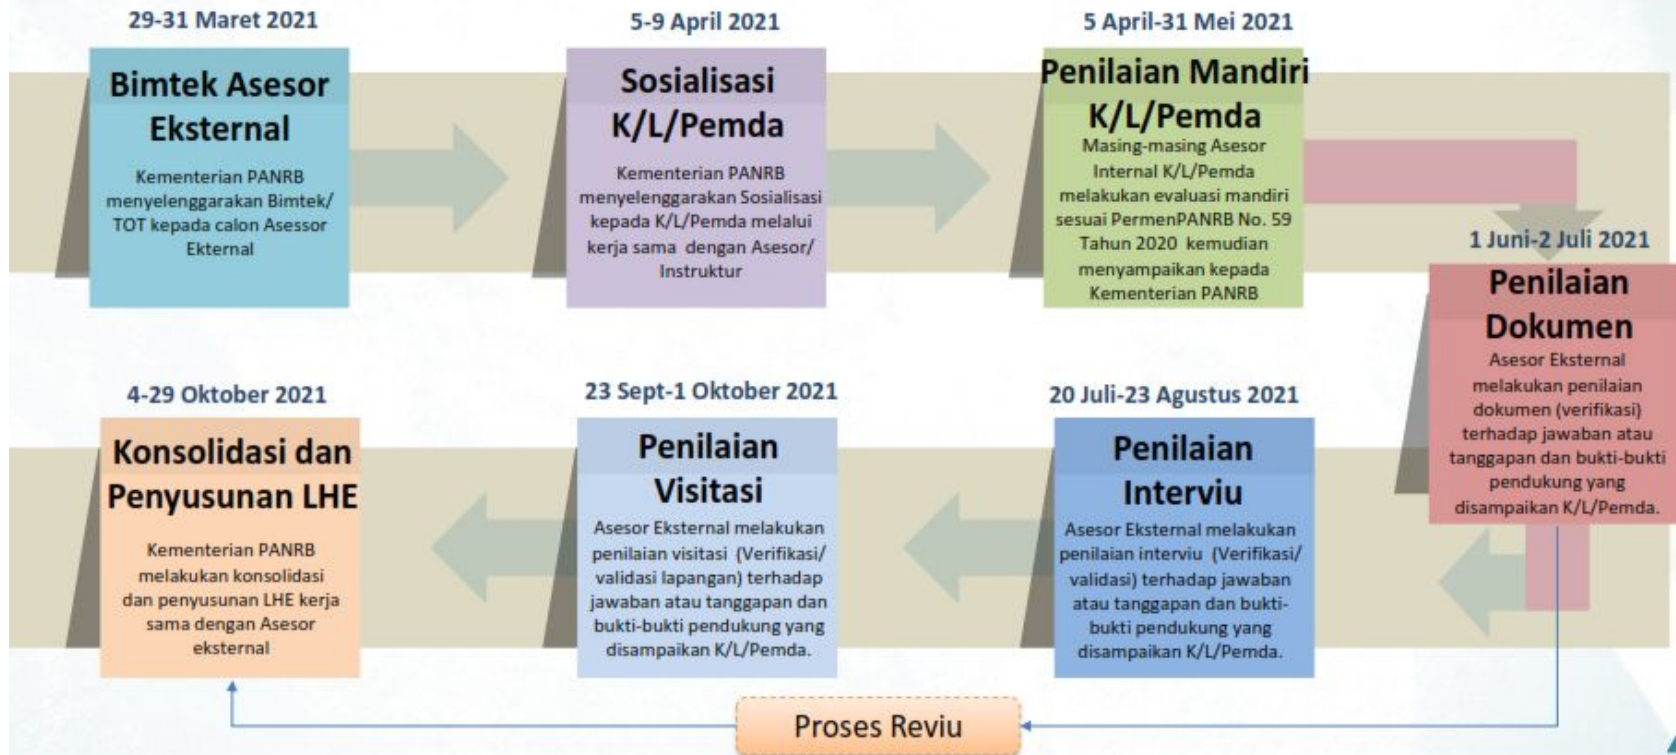 29-31 Maret 2021
Bimtek Asesor
Eksternal
Kementerian PANRB
menyelenggarakan Bimtek/
TOT kepada calon Asessor
Ekternal
5-9 April 2021
Sosialisasi
K/L/Pemda
Kementerian PANRB
menyelenggarakan Sosialisasi
kepada K/L/Pemda melalui
kerja sama dengan Asesor/
Instruktur
5 April-31 Mei 2021
Penilaian Mandiri
K/L/Pemda
Masing-masing Asesor
Internal K/L/Pemda
melakukan evaluasi mandiri
sesuai PermenPANRB No. 59
Tahun 2020 kemudian
menyampaikan kepada
Kementerian PANRB
1 Juni-2 Juli 2021
Penilaian
Dokumen
Asesor Eksternal
melakukan penilaian
dokumen (verifikasi)
terhadap jawaban atau
tanggapan dan bukti-bukti
pendukung yang
disampaikan K/L/Pemda.
20 Juli-23 Agustus 2021
Penilaian
Interviu
Asesor Eksternal melakukan
penilaian interviu (Verifikasi/
validasi) terhadap jawaban
atau tanggapan dan bukti-
bukti pendukung yang
disampaikan K/L/Pemda.
23 Sept-1 Oktober 2021
Penilaian
Visitasi
Asesor Eksternal melakukan
penilaian visitasi (Verifikasi/
validasi lapangan) terhadap
jawaban atau tanggapan dan
bukti-bukti pendukung yang
disampaikan K/L/Pemda.
4-29 Oktober 2021
Konsolidasi dan
Penyusunan LHE
Kementerian PANRB
melakukan konsolidasi
dan penyusunan LHE kerja
sama dengan Asesor
eksternal
Proses Reviu